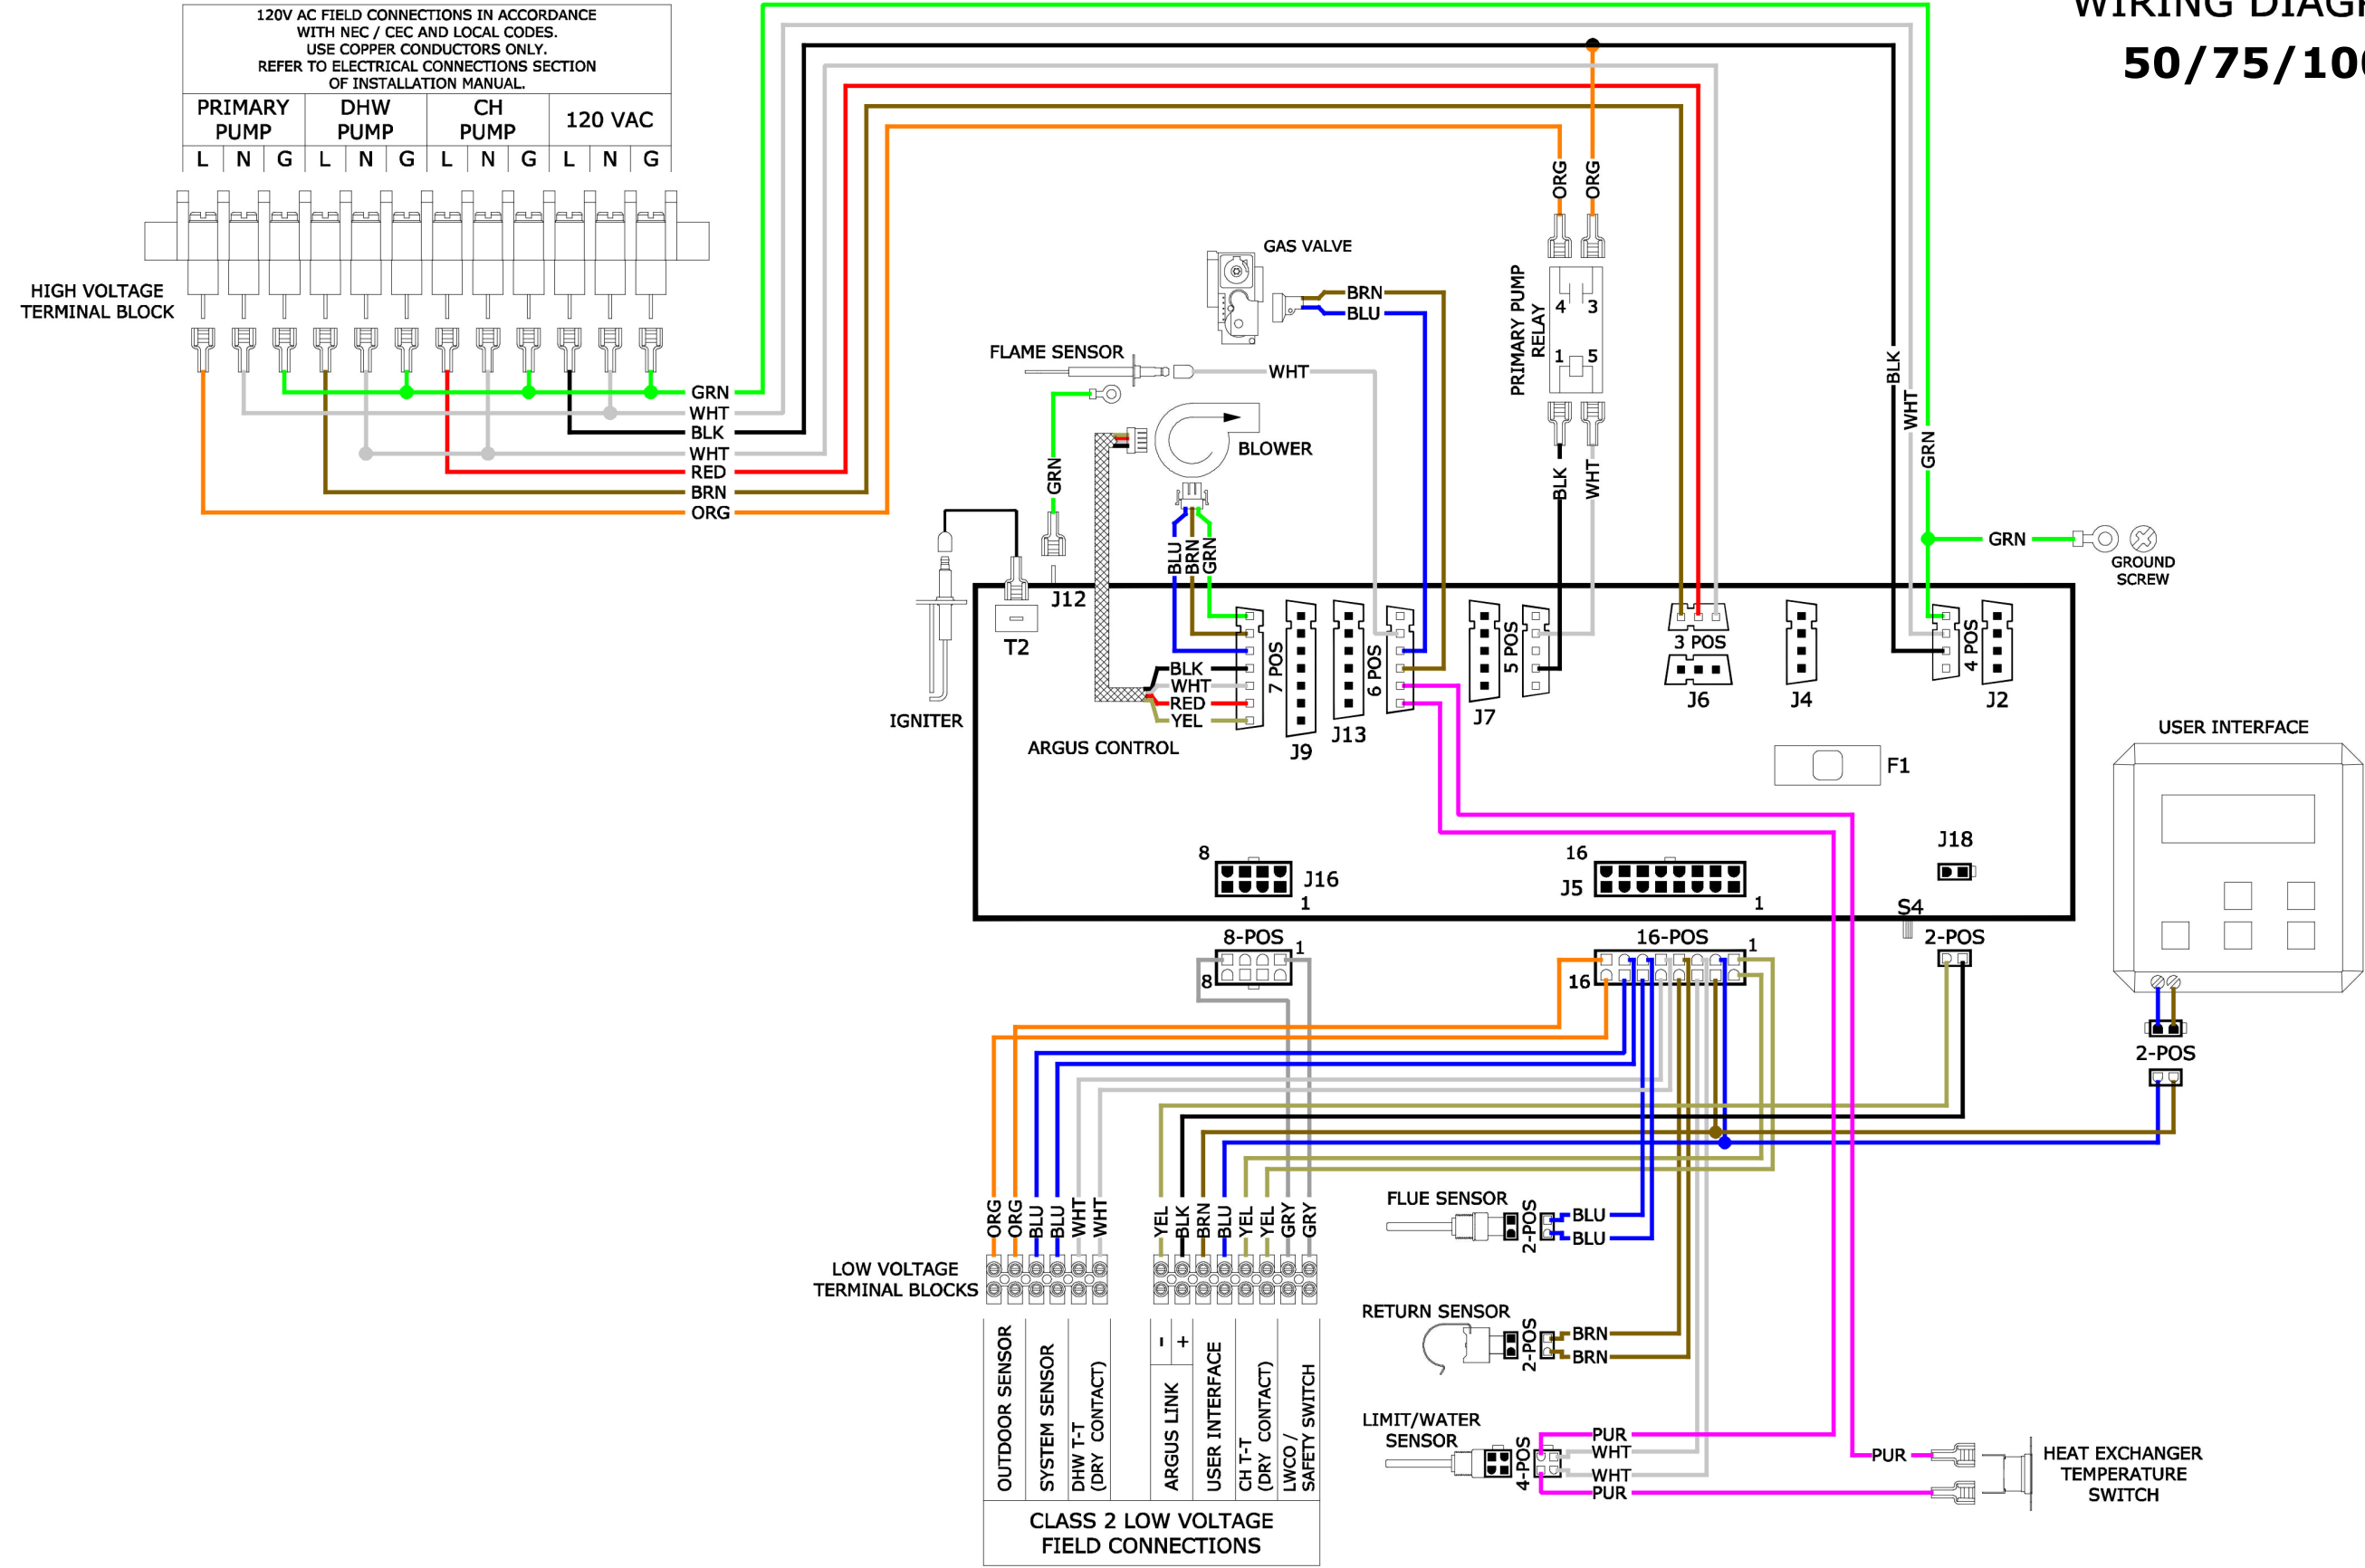 WIRING DIAG
50/75/100
120V AC FIELD CONNECTIONS IN ACCORDANCE
WITH NEC / CEC AND LOCAL CODES.
USE COPPER CONDUCTORS ONLY.
REFER TO ELECTRICAL CONNECTIONS SECTION
OF INSTALLATION MANUAL.
PRIMARY
PUMP
DHW
PUMP
CH
PUMP
120 VAC
L N G L N G L N G L N G
HIGH VOLTAGE
TERMINAL BLOCK
GRN
WHT
BLK
WHT
RED
BRN
ORG
ORG
ORG
GAS VALVE
BRN
BLU
FLAME SENSOR
WHT
BLOWER
GRN
BLU
BRN
GRN
PRIMARY PUMP
RELAY
4 3
1 5
BLK
WHT
BLK
WHT
GRN
GRN
GROUND
SCREW
IGNITER
T2
J12
BLK
WHT
RED
YEL
ARGUS CONTROL
7 POS
J9
J13
6 POS
J7
5 POS
3 POS
J6
J4
4 POS
J2
F1
J18
8
J16
1
16
J5
1
S4
USER INTERFACE
8-POS
1
8
16-POS
1
16
2-POS
2-POS
ORG
ORG
BLU
BLU
WHT
WHT
YEL
BLK
BRN
BLU
YEL
YEL
GRY
GRY
LOW VOLTAGE
TERMINAL BLOCKS
OUTDOOR SENSOR
SYSTEM SENSOR
DHW T-T
(DRY CONTACT)
- +
ARGUS LINK
USER INTERFACE
CH T-T
(DRY CONTACT)
LWCO /
SAFETY SWITCH
CLASS 2 LOW VOLTAGE
FIELD CONNECTIONS
FLUE SENSOR
2-POS
BLU
BLU
RETURN SENSOR
2-POS
BRN
BRN
LIMIT/WATER
SENSOR
4-POS
PUR
WHT
WHT
PUR
PUR
HEAT EXCHANGER
TEMPERATURE
SWITCH